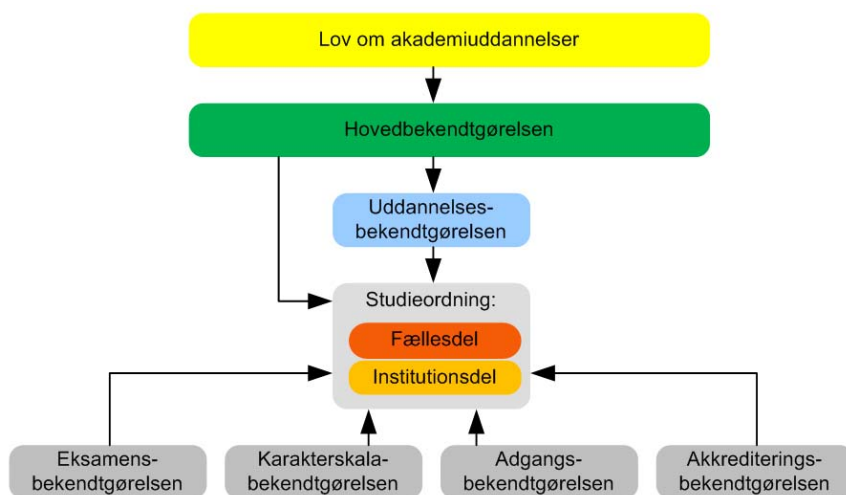 Lov om akademiuddannelser
Hovedbekendtgørelsen
Uddannelses-
bekendtgørelsen
Studieordning:
Fællesdel
Institutionsdel
Eksamens-
bekendtgørelsen
Karakterskala-
bekendtgørelsen
Adgangs-
bekendtgørelsen
Akkrediterings-
bekendtgørelsen